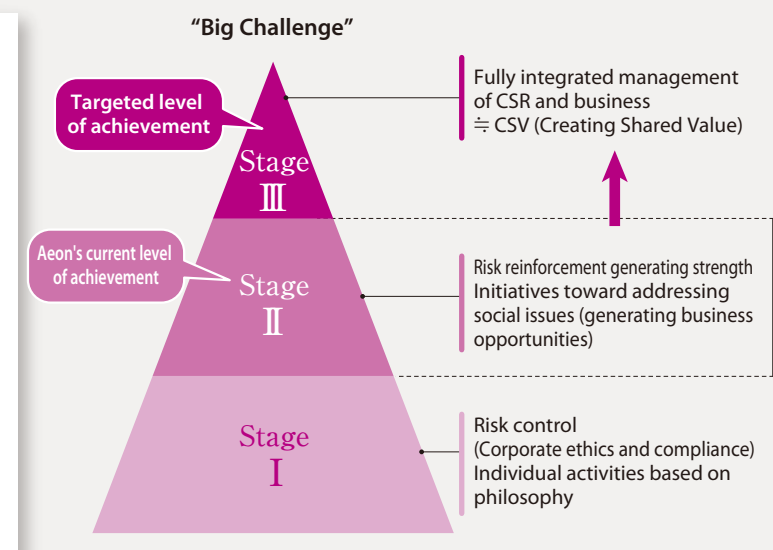 “Big Challenge”
Targeted level
of achievement
Stage
Ⅲ
Fully integrated management
of CSR and business
≒ CSV (Creating Shared Value)
Aeon's current level
of achievement
Stage
Ⅱ
Risk reinforcement generating strength
Initiatives toward addressing
social issues (generating business
opportunities)
Stage
Ⅰ
Risk control
(Corporate ethics and compliance)
Individual activities based on
philosophy